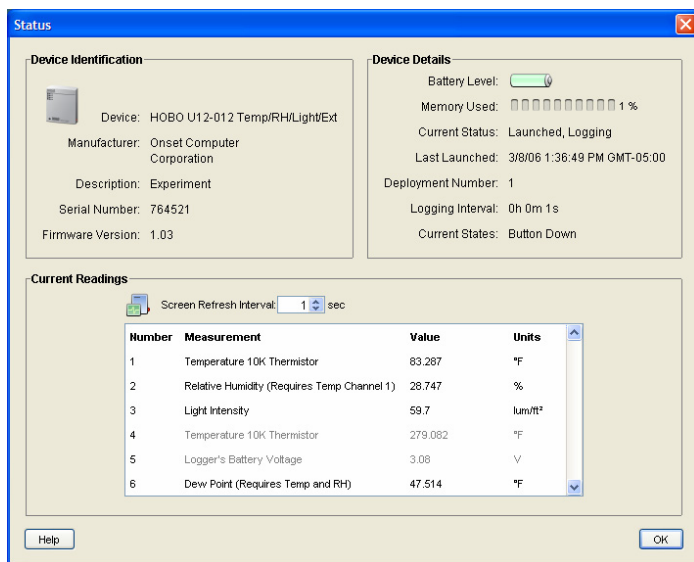 Status
Device Identification
Device: HOBO U12-012 Temp/RH/Light/Ext
Manufacturer: Onset Computer
Corporation
Description: Experiment
Serial Number: 764521
Firmware Version: 1.03
Device Details
Battery Level:
Memory Used: 1 %
Current Status: Launched, Logging
Last Launched: 3/8/06 1:36:49 PM GMT-05:00
Deployment Number: 1
Logging Interval: 0h 0m 1s
Current States: Button Down
Current Readings
Screen Refresh Interval: 1 sec
Number Measurement Value Units
1 Temperature 10K Thermistor 83.287 °F
2 Relative Humidity (Requires Temp Channel 1) 28.747 %
3 Light Intensity 59.7 lum/ft²
4 Temperature 10K Thermistor 279.082 °F
5 Logger's Battery Voltage 3.08 V
6 Dew Point (Requires Temp and RH) 47.514 °F
Help
OK